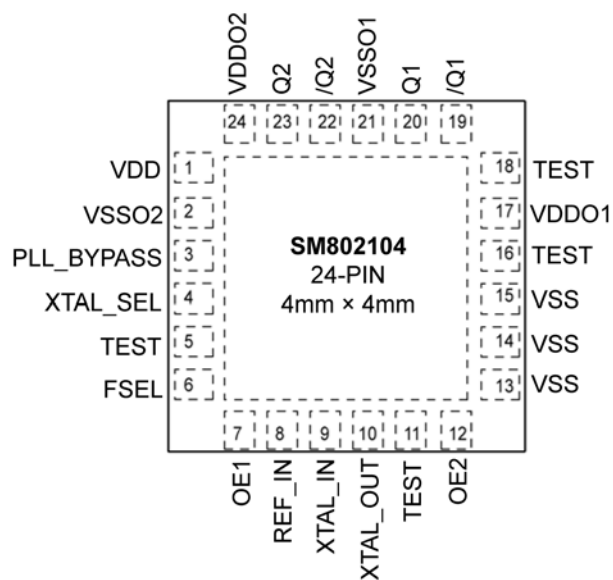 VDDO2
Q2
/Q2
VSSO1
Q1
/Q1
24
23
22
21
20
19
VDD 1
VSSO2 2
PLL_BYPASS 3
XTAL_SEL 4
TEST 5
FSEL 6
SM802104
24-PIN
4mm × 4mm
18 TEST
17 VDDO1
16 TEST
15 VSS
14 VSS
13 VSS
7
8
9
10
11
12
OE1
REF_IN
XTAL_IN
XTAL_OUT
TEST
OE2